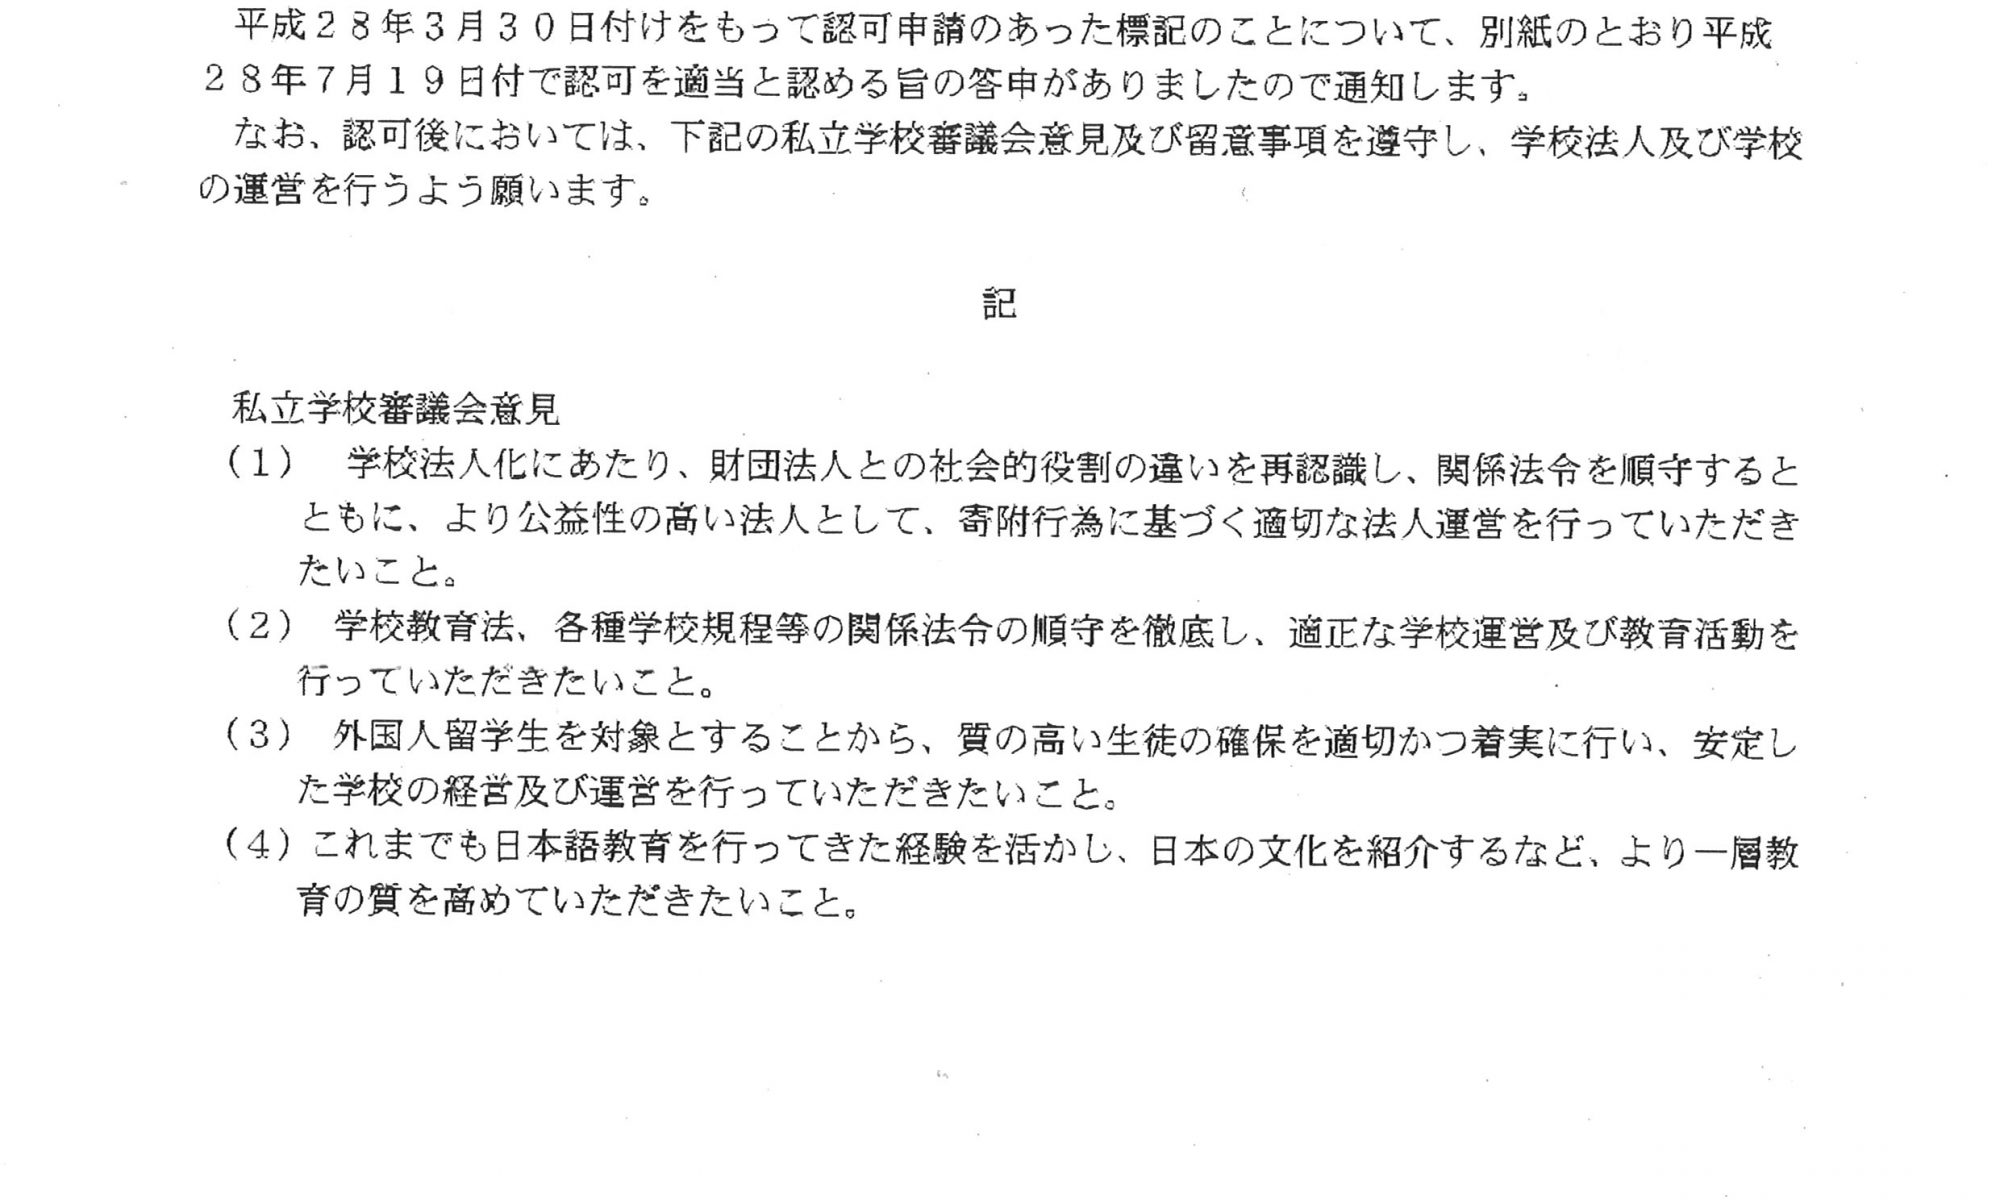 平成２８年３月３０日付けをもって認可申請のあった標記のことについて、別紙のとおり平成
２８年７月１９日付で認可を適当と認める旨の答申がありましたので通知します。
　なお、認可後においては、下記の私立学校審議会意見及び留意事項を遵守し、学校法人及び学校
の運営を行うよう願います。
記
私立学校審議会意見
（１）　学校法人化にあたり、財団法人との社会的役割の違いを再認識し、関係法令を順守すると
ともに、より公益性の高い法人として、寄附行為に基づく適切な法人運営を行っていただき
たいこと。
（２）　学校教育法、各種学校規程等の関係法令の順守を徹底し、適正な学校運営及び教育活動を
行っていただきたいこと。
（３）　外国人留学生を対象とすることから、質の高い生徒の確保を適切かつ着実に行い、安定し
た学校の経営及び運営を行っていただきたいこと。
（４）これまでも日本語教育を行ってきた経験を活かし、日本の文化を紹介するなど、より一層教
育の質を高めていただきたいこと。